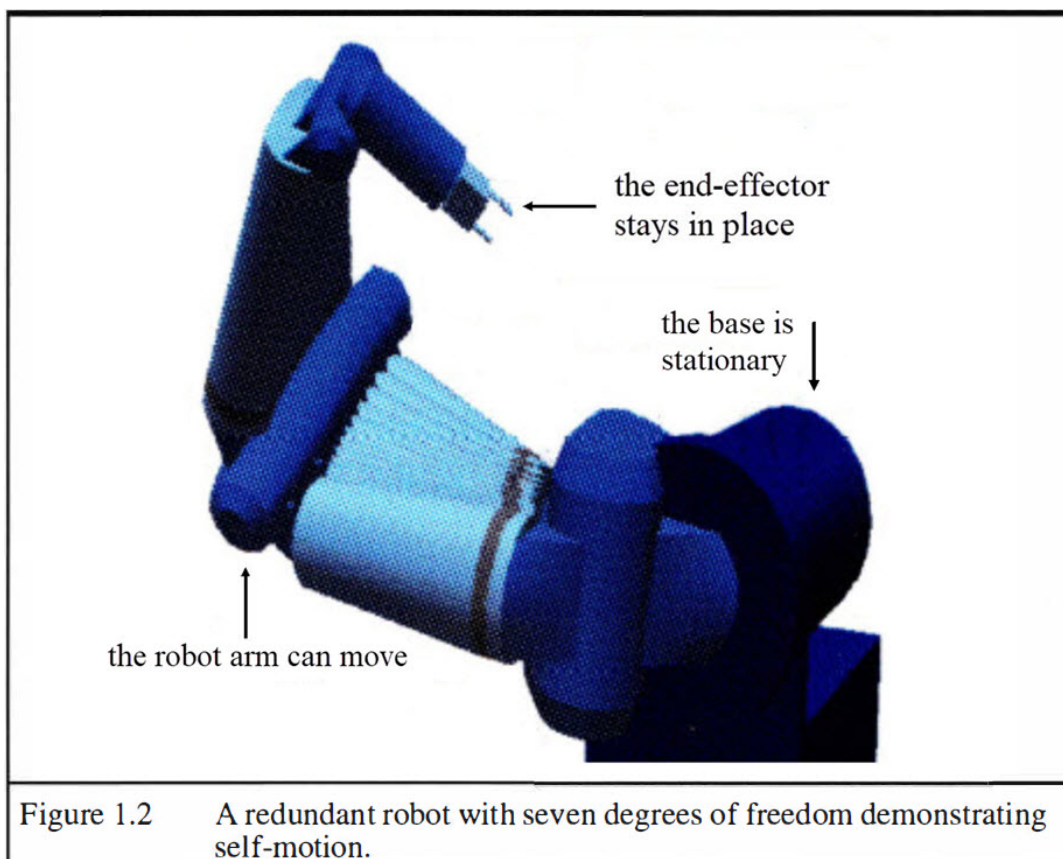 the end-effector
stays in place
the base is
stationary
the robot arm can move
Figure 1.2 A redundant robot with seven degrees of freedom demonstrating
self-motion.